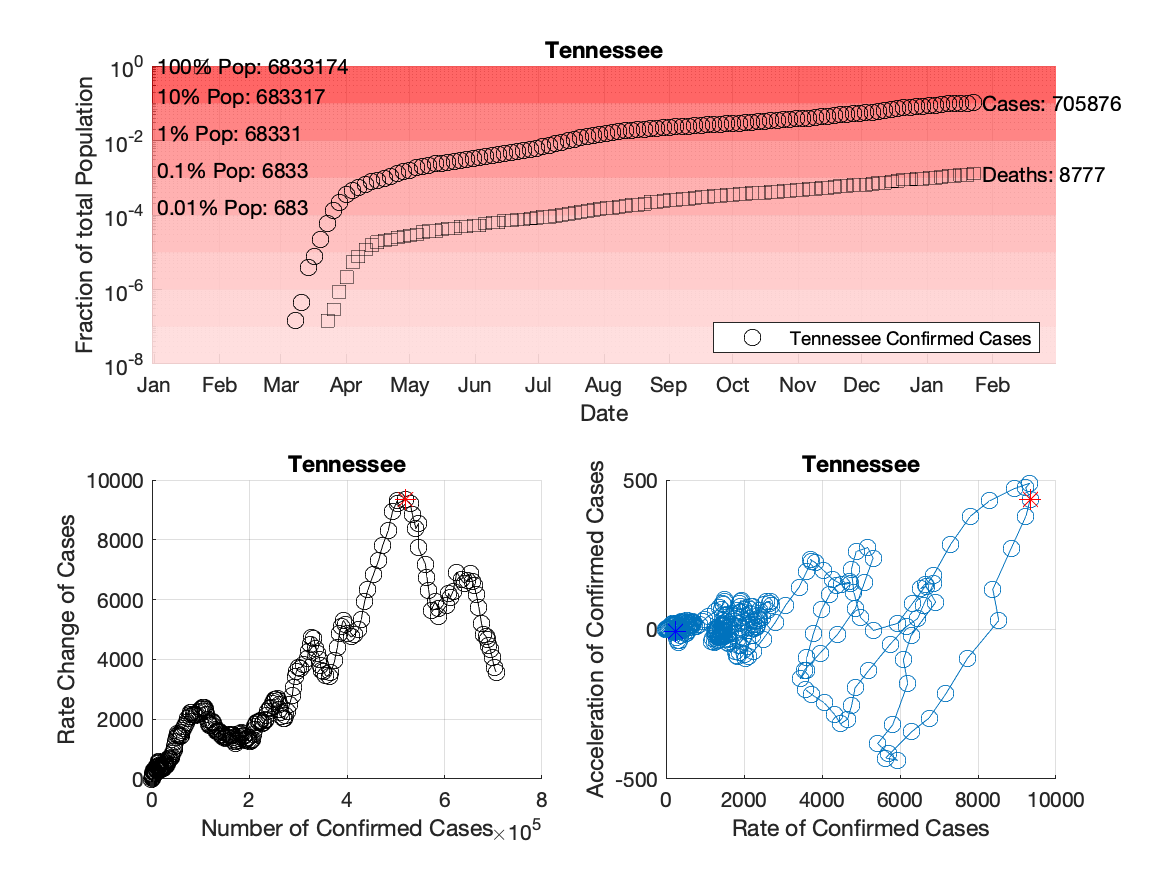 Tennessee
Fraction of total Population
10^0
10^-2
10^-4
10^-6
10^-8
100% Pop: 6833174
10% Pop: 683317
1% Pop: 68331
0.1% Pop: 6833
0.01% Pop: 683
Cases: 705876
Deaths: 8777
Tennessee Confirmed Cases
Jan Feb Mar Apr May Jun Jul Aug Sep Oct Nov Dec Jan Feb
Date
Tennessee
Rate Change of Cases
10000
8000
6000
4000
2000
0
0 2 4 6 8
Number of Confirmed Cases
×10^5
Tennessee
Acceleration of Confirmed Cases
500
0
-500
0 2000 4000 6000 8000 10000
Rate of Confirmed Cases